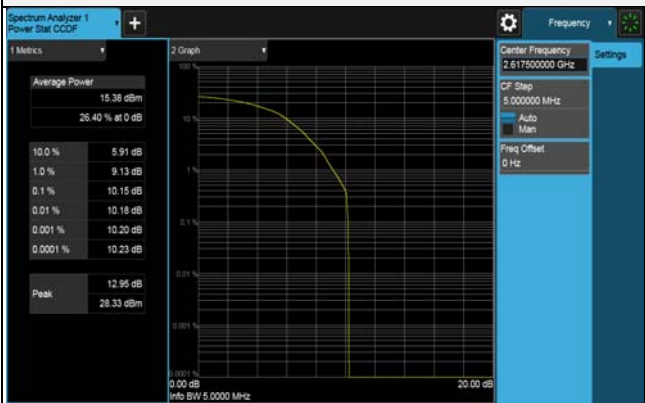 Spectrum Analyzer 1
Power Stat CCDF
Frequency
1 Metrics
2 Graph
Center Frequency
2.617500000 GHz
Settings
CF Step
5.000000 MHz
Auto
Man
Freq Offset
0 Hz
Average Power
15.38 dBm
26.40 % at 0 dB
10.0 % 5.91 dB
1.0 % 9.13 dB
0.1 % 10.15 dB
0.01 % 10.18 dB
0.001 % 10.20 dB
0.0001 % 10.23 dB
Peak
12.95 dB
28.33 dBm
100 %
10 %
1 %
0.1 %
0.01 %
0.001 %
0.0001 %
0.00 dB
20.00 dB
Info BW 5.0000 MHz